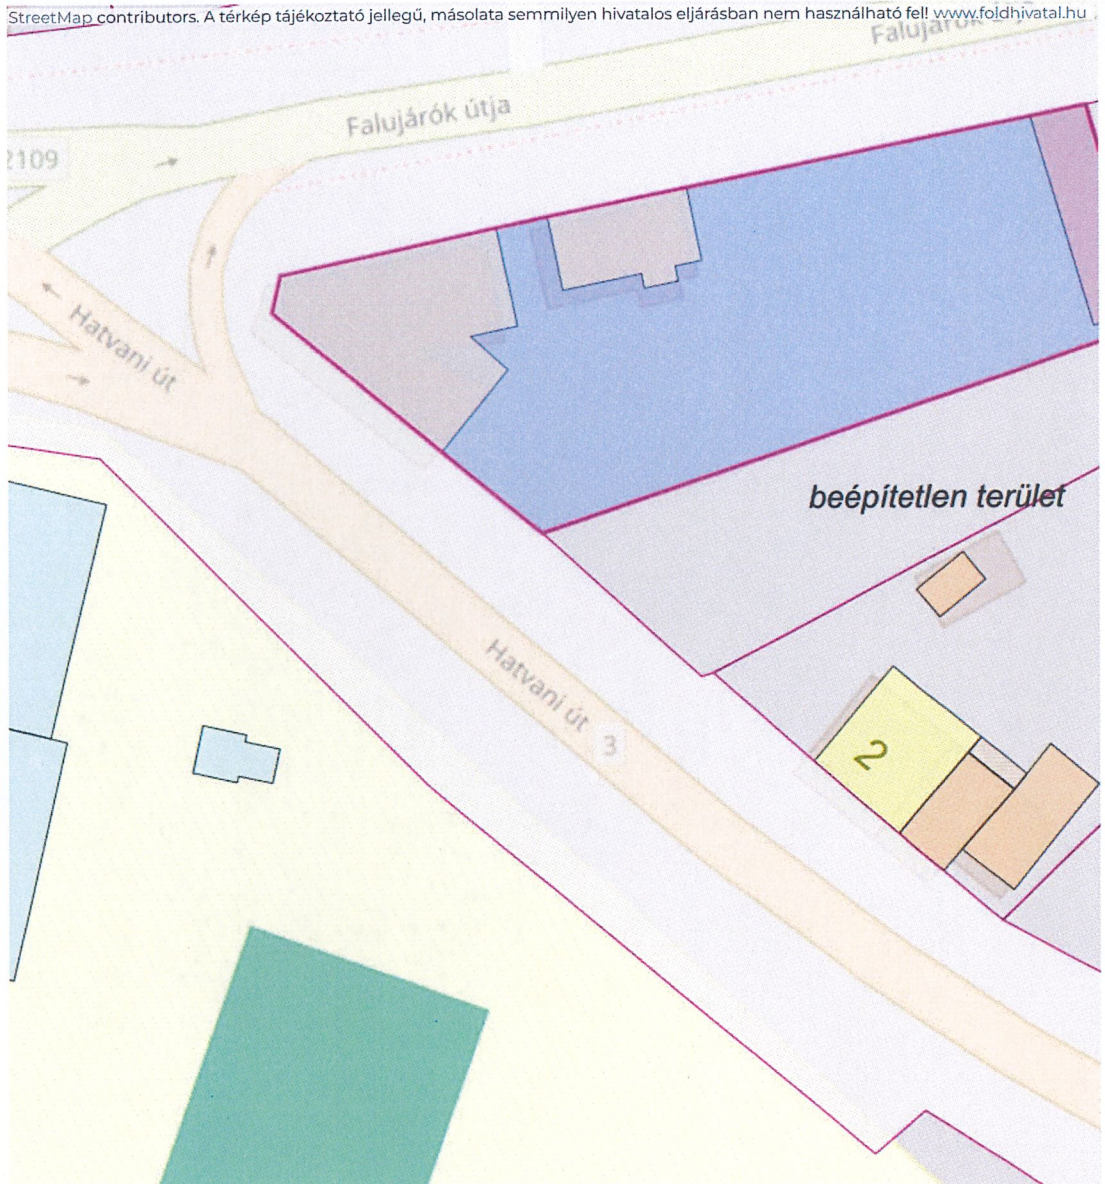 StreetMap contributors. A térkép tájékoztató jellegű, másolata semmilyen hivatalos eljárásban nem használható fel! www.foldhivatal.hu
Falujárók
Falujárók útja
2109
Hatvani út
beépítetlen terület
Hatvani út
3
2